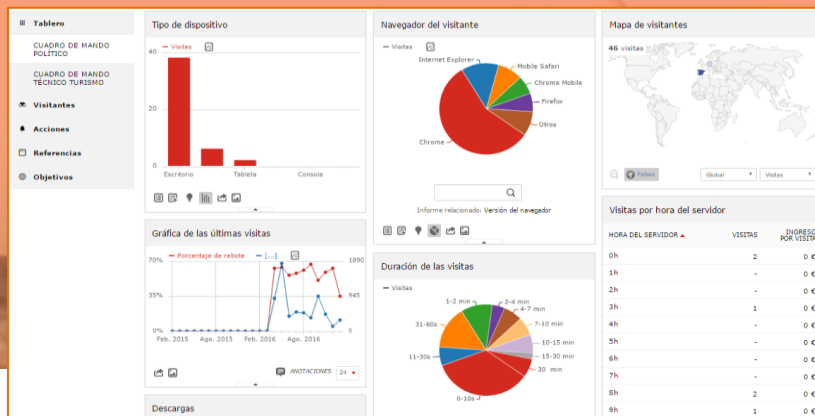 Tablero
CUADRO DE MANDO
POLÍTICO
CUADRO DE MANDO
TÉCNICO TURISMO
Visitantes
Acciones
Referencias
Objetivos
Tipo de dispositivo
Visitas
40
20
0
Escritorio
Tableta
Consola
Gráfica de las últimas visitas
Porcentaje de rebote
[...]
70%
1890
35%
945
0%
0
Feb. 2015
Ago. 2015
Feb. 2016
Ago. 2016
ANOTACIONES
24
Descargas
Navegador del visitante
Visitas
Internet Explorer
Mobile Safari
Chrome Mobile
Firefox
Otros
Chrome
Informe relacionado: Versión del navegador
Duración de las visitas
Visitas
1-2 min
2-4 min
4-7 min
31-60s
7-10 min
10-15 min
11-30s
15-30 min
30 min
0-10s
Mapa de visitantes
46 visitas
Países
Global
Visitas
Visitas por hora del servidor
HORA DEL SERVIDOR VISITAS INGRESO
POR VISITA
0h 2 0 €
1h - 0 €
2h - 0 €
3h 1 0 €
4h - 0 €
5h - 0 €
6h - 0 €
7h - 0 €
8h 2 0 €
9h 1 0 €